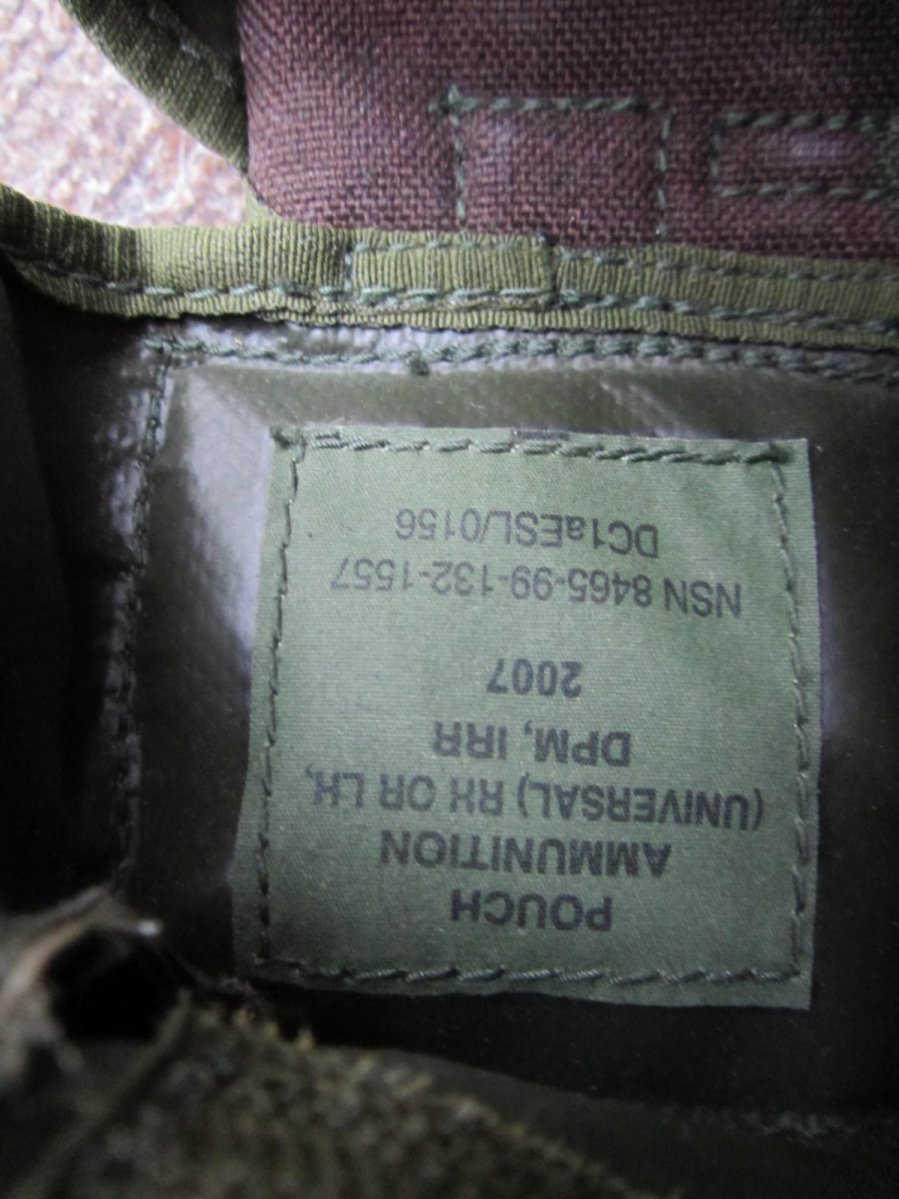 POUCH
AMMUNITION
(UNIVERSAL) RH OR LH,
DPM, IRR
2007
NSN 8465-99-132-1557
DC1aESL/0156